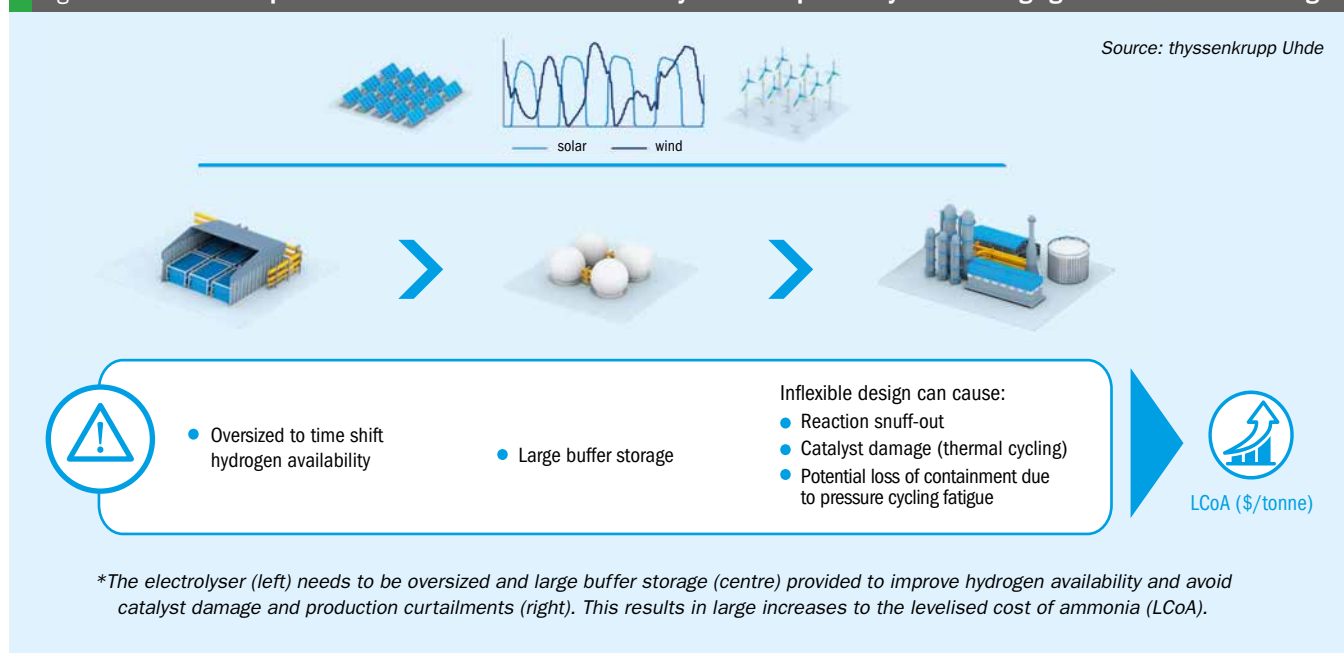 Source: thyssenkrupp Uhde
solar wind
Inflexible design can cause:
● Reaction snuff-out
● Oversized to time shift
hydrogen availability
● Large buffer storage
● Catalyst damage (thermal cycling)
● Potential loss of containment due
to pressure cycling fatigue
LCoA ($/tonne)
*The electrolyser (left) needs to be oversized and large buffer storage (centre) provided to improve hydrogen availability and avoid
catalyst damage and production curtailments (right). This results in large increases to the levelised cost of ammonia (LCoA).